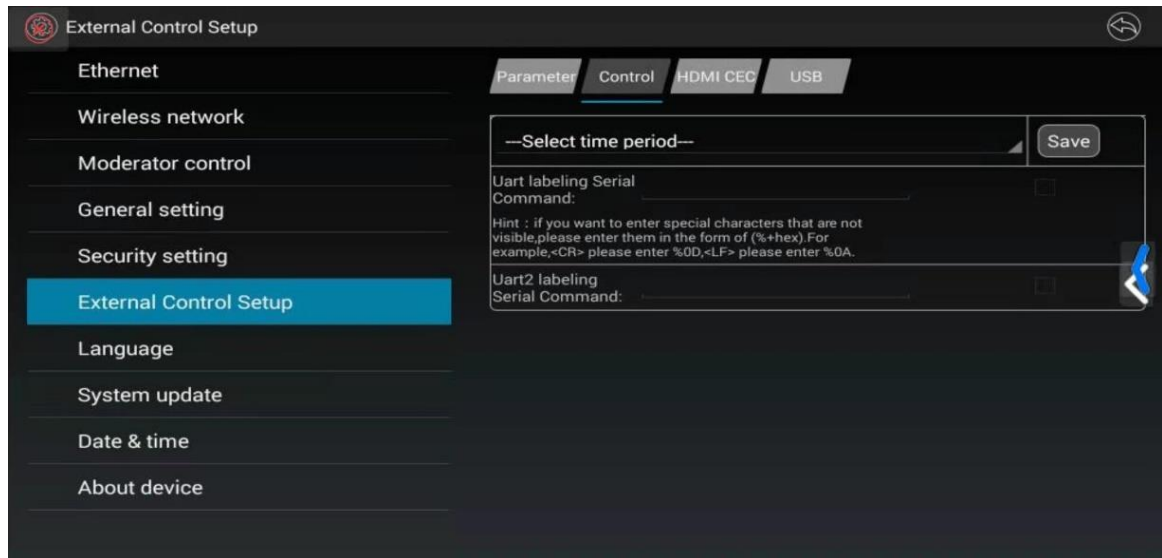 External Control Setup
Ethernet
Wireless network
Moderator control
General setting
Security setting
External Control Setup
Language
System update
Date & time
About device
Parameter
Control
HDMI CEC
USB
---Select time period---
Save
Uart labeling Serial
Command:
Hint : if you want to enter special characters that are not
visible,please enter them in the form of (%+hex).For
example,<CR> please enter %0D,<LF> please enter %0A.
Uart2 labeling
Serial Command: